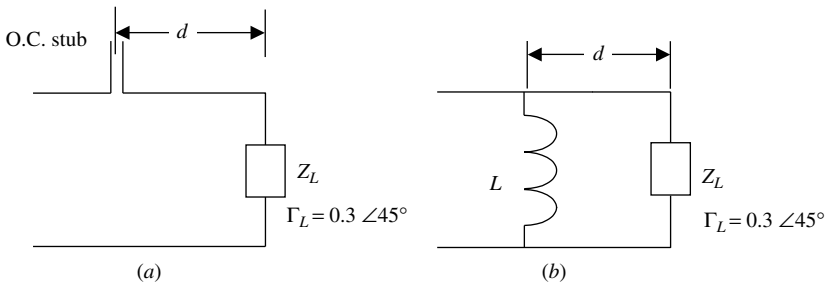 O.C. stub
d
Z_L
Γ_L = 0.3 ∠45°
(a)
d
L
Z_L
Γ_L = 0.3 ∠45°
(b)